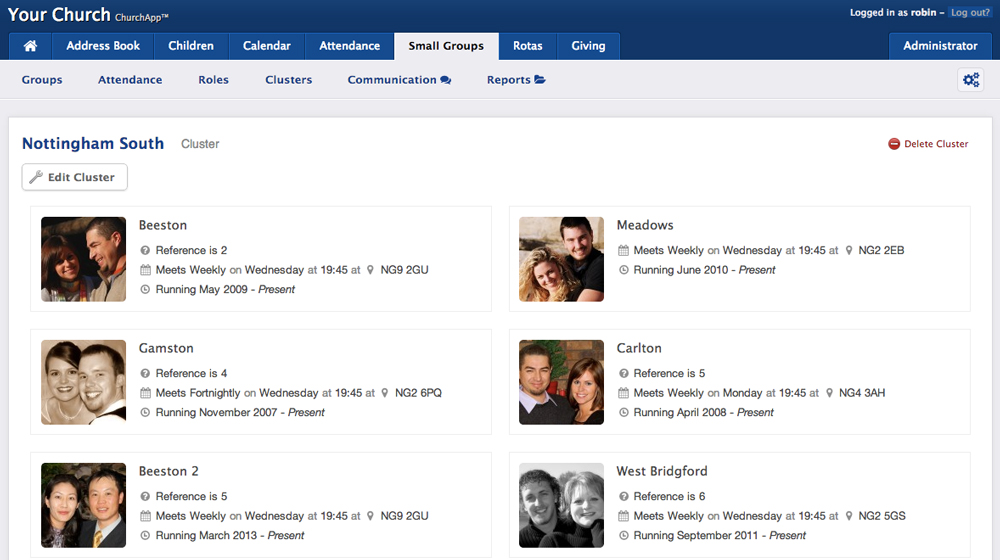 Your Church ChurchApp™
Logged in as robin – Log out?
Address Book Children Calendar Attendance Small Groups Rotas Giving Administrator
Groups Attendance Roles Clusters Communication Reports
Nottingham South Cluster
Delete Cluster
Edit Cluster
Beeston
Reference is 2
Meets Weekly on Wednesday at 19:45 at NG9 2GU
Running May 2009 - Present
Meadows
Meets Weekly on Wednesday at 19:45 at NG2 2EB
Running June 2010 - Present
Gamston
Reference is 4
Meets Fortnightly on Wednesday at 19:45 at NG2 6PQ
Running November 2007 - Present
Carlton
Reference is 5
Meets Weekly on Monday at 19:45 at NG4 3AH
Running April 2008 - Present
Beeston 2
Reference is 5
Meets Weekly on Wednesday at 19:45 at NG9 2GU
Running March 2013 - Present
West Bridgford
Reference is 6
Meets Weekly on Wednesday at 19:45 at NG2 5GS
Running September 2011 - Present